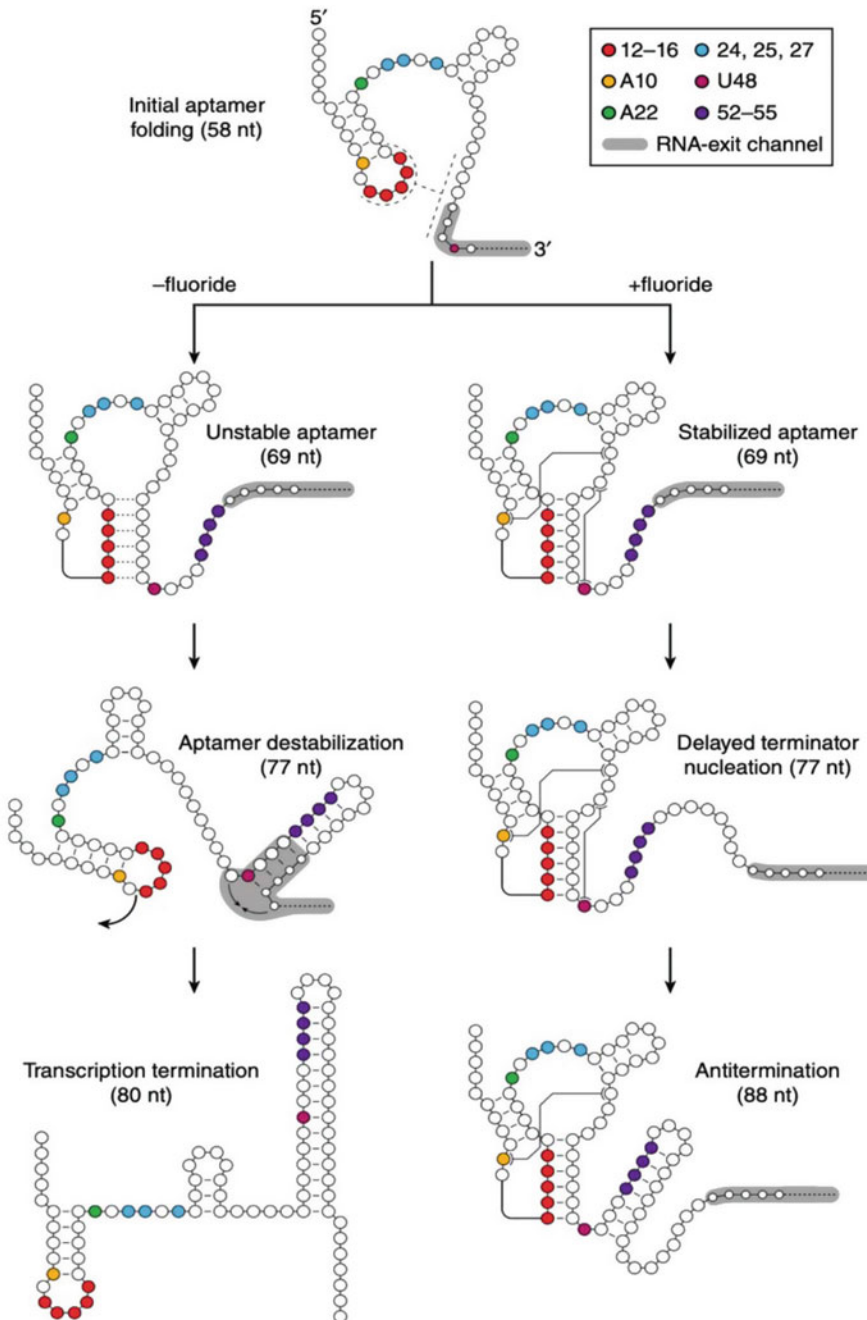 5′
12–16
24, 25, 27
A10
U48
A22
52–55
RNA-exit channel
Initial aptamer
folding (58 nt)
3′
–fluoride
+fluoride
Unstable aptamer
(69 nt)
Stabilized aptamer
(69 nt)
Aptamer destabilization
(77 nt)
Delayed terminator
nucleation (77 nt)
Transcription termination
(80 nt)
Antitermination
(88 nt)